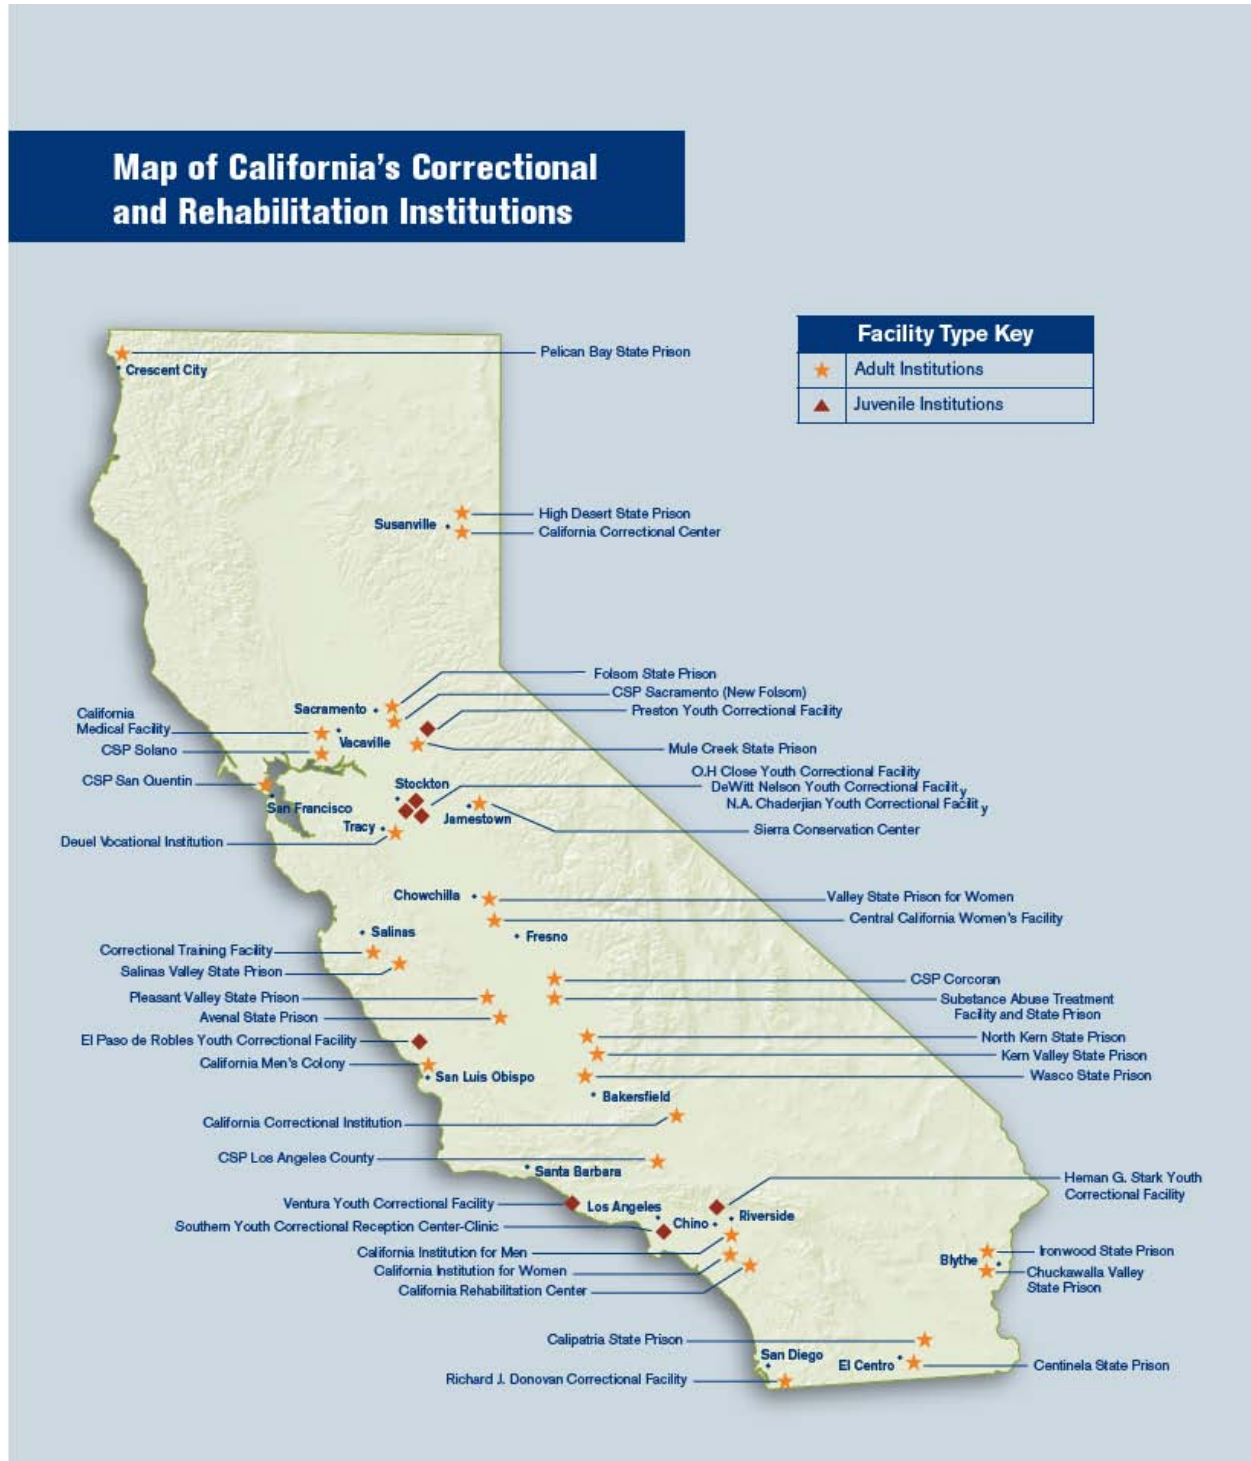 Map of California's Correctional
and Rehabilitation Institutions
Facility Type Key
Adult Institutions
Juvenile Institutions
Pelican Bay State Prison
Crescent City
High Desert State Prison
Susanville
California Correctional Center
Folsom State Prison
CSP Sacramento (New Folsom)
Sacramento
Preston Youth Correctional Facility
California
Medical Facility
Vacaville
CSP Solano
Mule Creek State Prison
O.H Close Youth Correctional Facility
CSP San Quentin
Stockton
DeWitt Nelson Youth Correctional Facility
N.A. Chaderjian Youth Correctional Facility
San Francisco
Jamestown
Tracy
Sierra Conservation Center
Deuel Vocational Institution
Chowchilla
Valley State Prison for Women
Central California Women's Facility
Salinas
Fresno
Correctional Training Facility
Salinas Valley State Prison
CSP Corcoran
Pleasant Valley State Prison
Substance Abuse Treatment
Facility and State Prison
Avenal State Prison
North Kern State Prison
El Paso de Robles Youth Correctional Facility
Kern Valley State Prison
California Men's Colony
San Luis Obispo
Wasco State Prison
Bakersfield
California Correctional Institution
CSP Los Angeles County
Santa Barbara
Heman G. Stark Youth
Correctional Facility
Ventura Youth Correctional Facility
Los Angeles
Riverside
Southern Youth Correctional Reception Center-Clinic
Chino
California Institution for Men
Ironwood State Prison
Blythe
California Institution for Women
Chuckawalla Valley
State Prison
California Rehabilitation Center
Calipatria State Prison
San Diego
El Centro
Centinela State Prison
Richard J. Donovan Correctional Facility